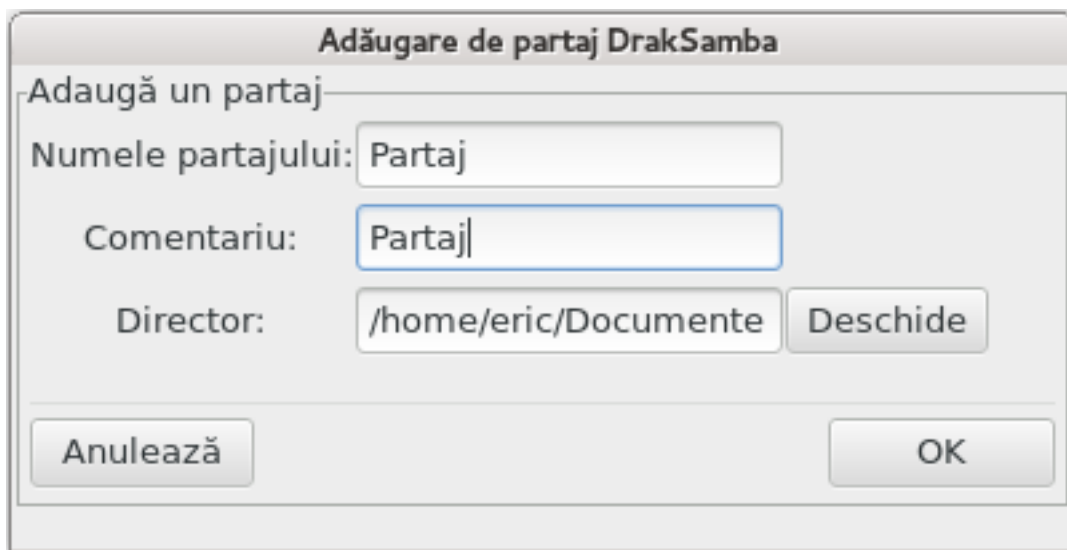 Adăugare de partaj DrakSamba
Adaugă un partaj
Numele partajului: Partaj
Comentariu: Partaj
Director: /home/eric/Documente Deschide
Anulează OK